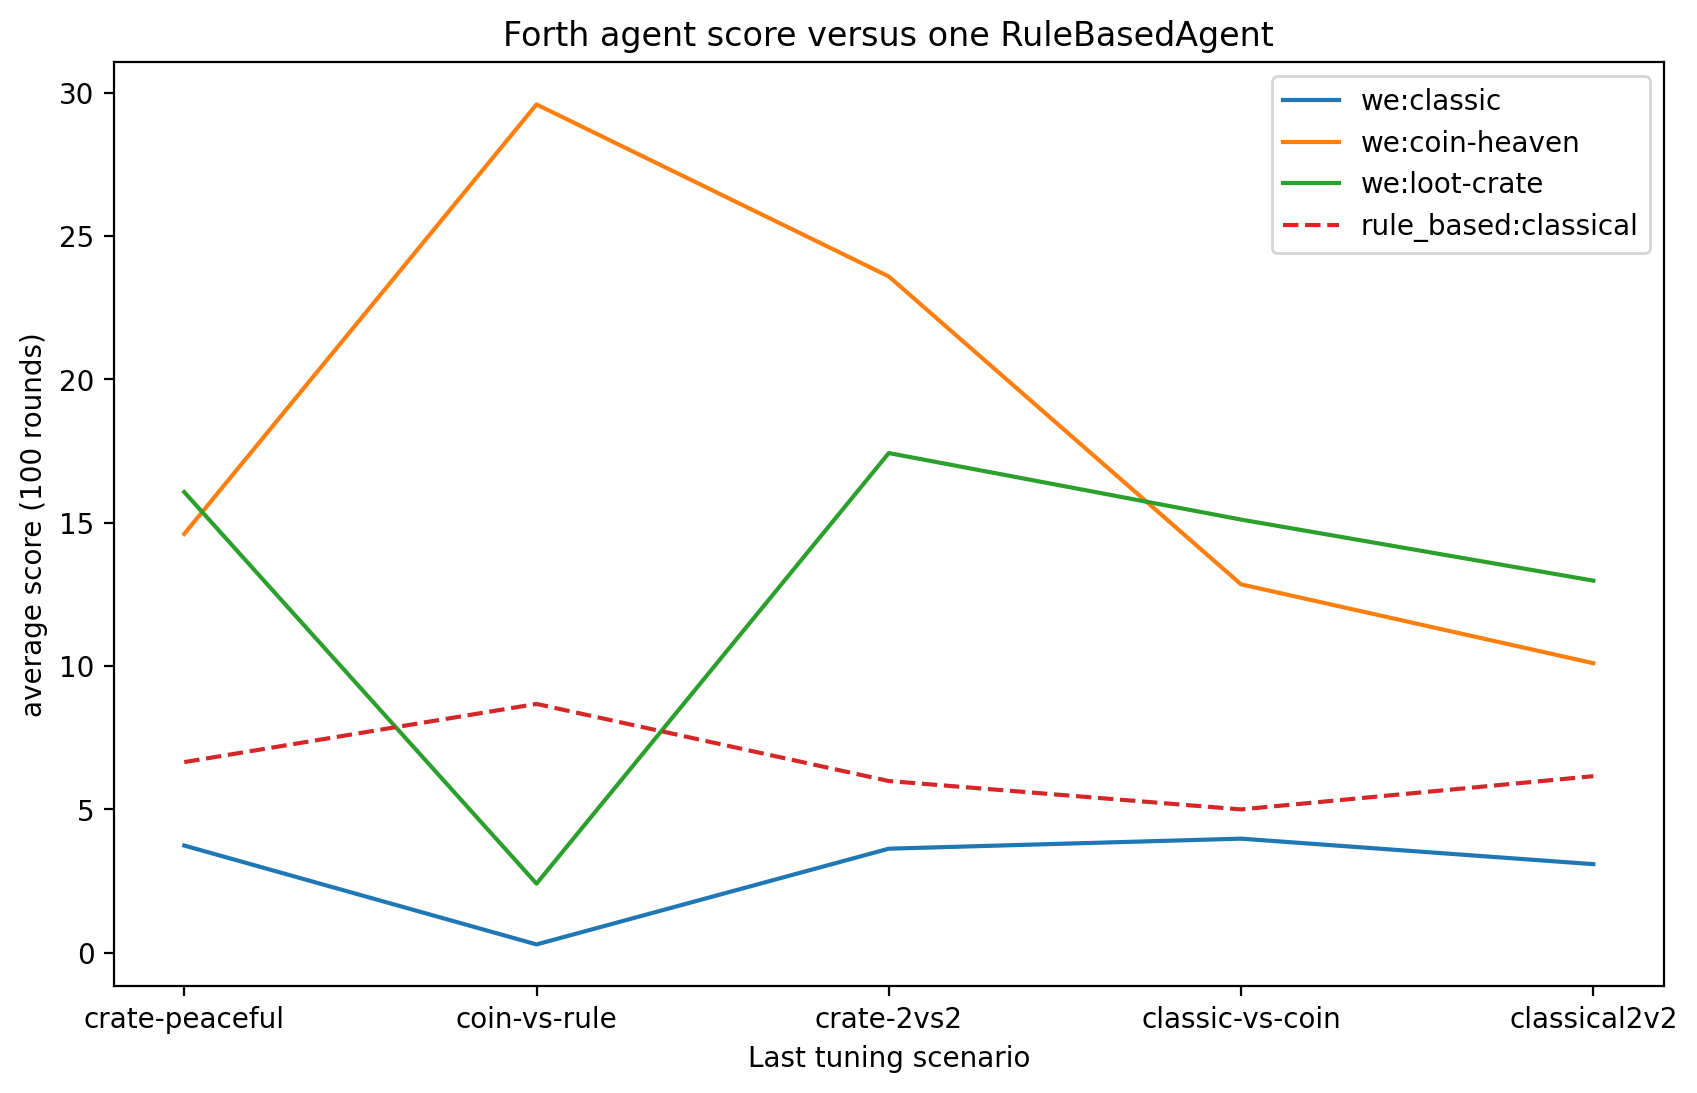 Forth agent score versus one RuleBasedAgent
30
25
20
15
10
5
0
average score (100 rounds)
we:classic
we:coin-heaven
we:loot-crate
rule_based:classical
crate-peaceful
coin-vs-rule
crate-2vs2
classic-vs-coin
classical2v2
Last tuning scenario